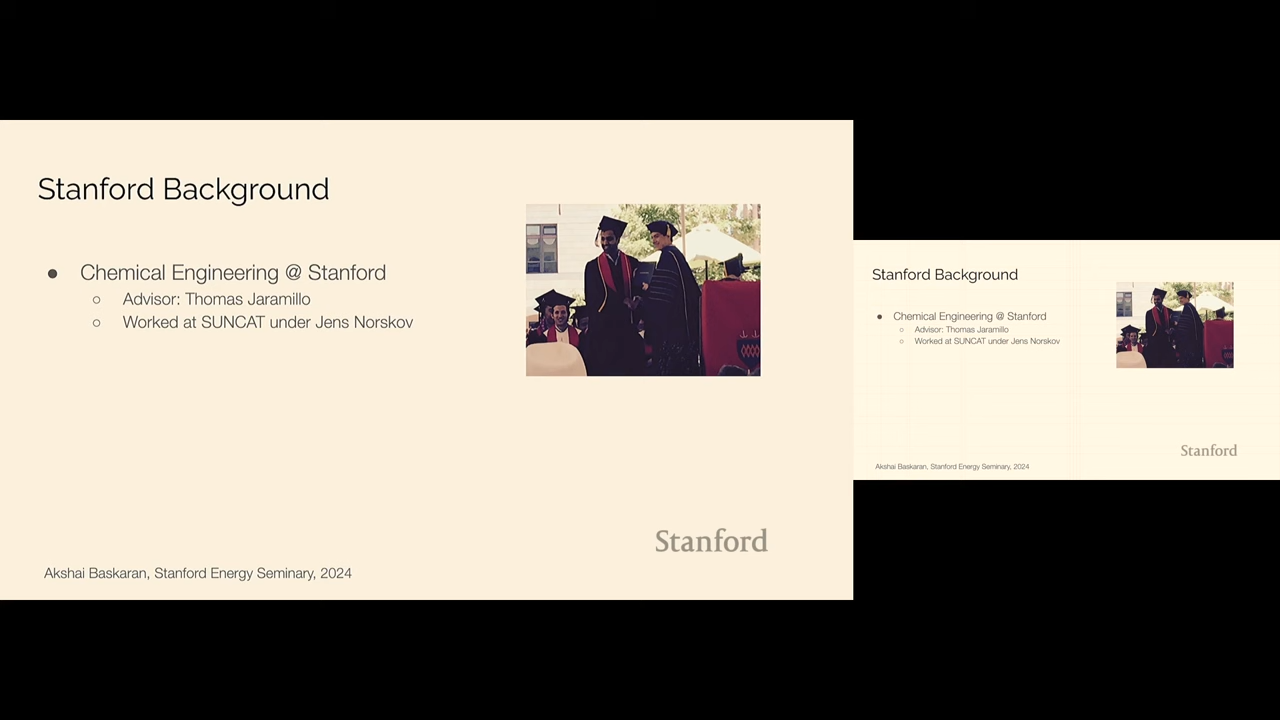 Stanford Background
● Chemical Engineering @ Stanford
○ Advisor: Thomas Jaramillo
○ Worked at SUNCAT under Jens Norskov
Stanford
Akshai Baskaran, Stanford Energy Seminary, 2024
Stanford Background
● Chemical Engineering @ Stanford
○ Advisor: Thomas Jaramillo
○ Worked at SUNCAT under Jens Norskov
Stanford
Akshai Baskaran, Stanford Energy Seminary, 2024